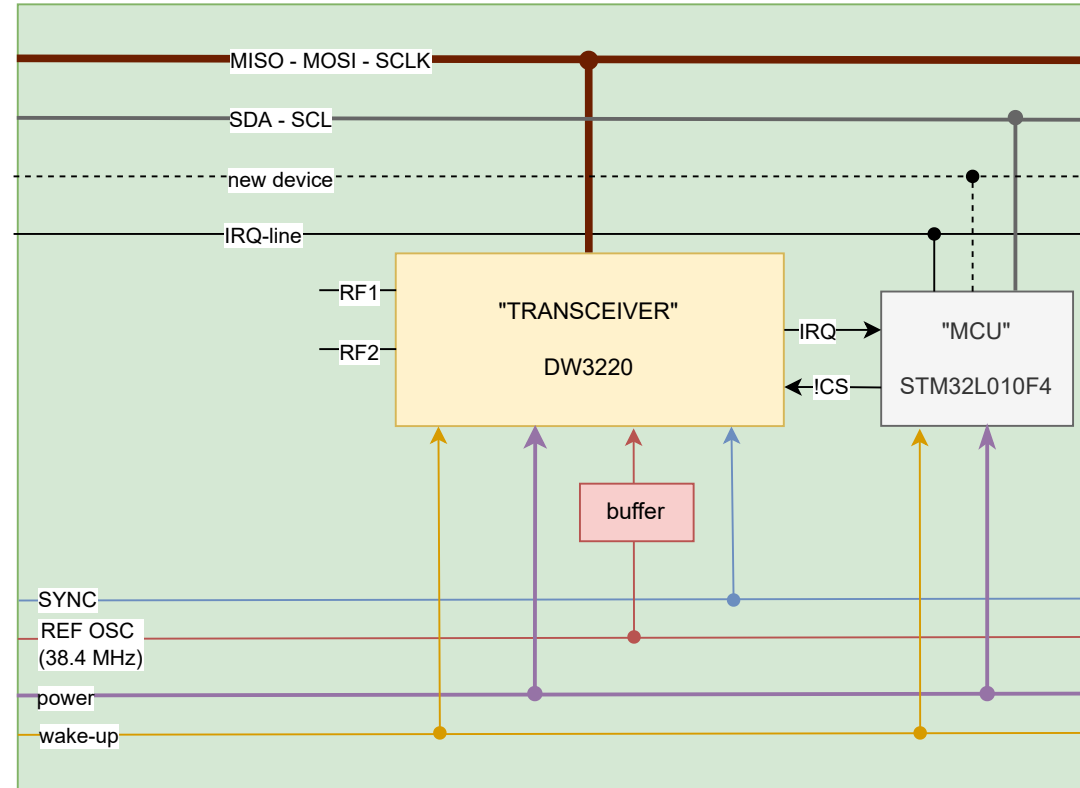 MISO - MOSI - SCLK
SDA - SCL
new device
IRQ-line
RF1
RF2
"TRANSCEIVER"
DW3220
IRQ
!CS
"MCU"
STM32L010F4
buffer
SYNC
REF OSC
(38.4 MHz)
power
wake-up